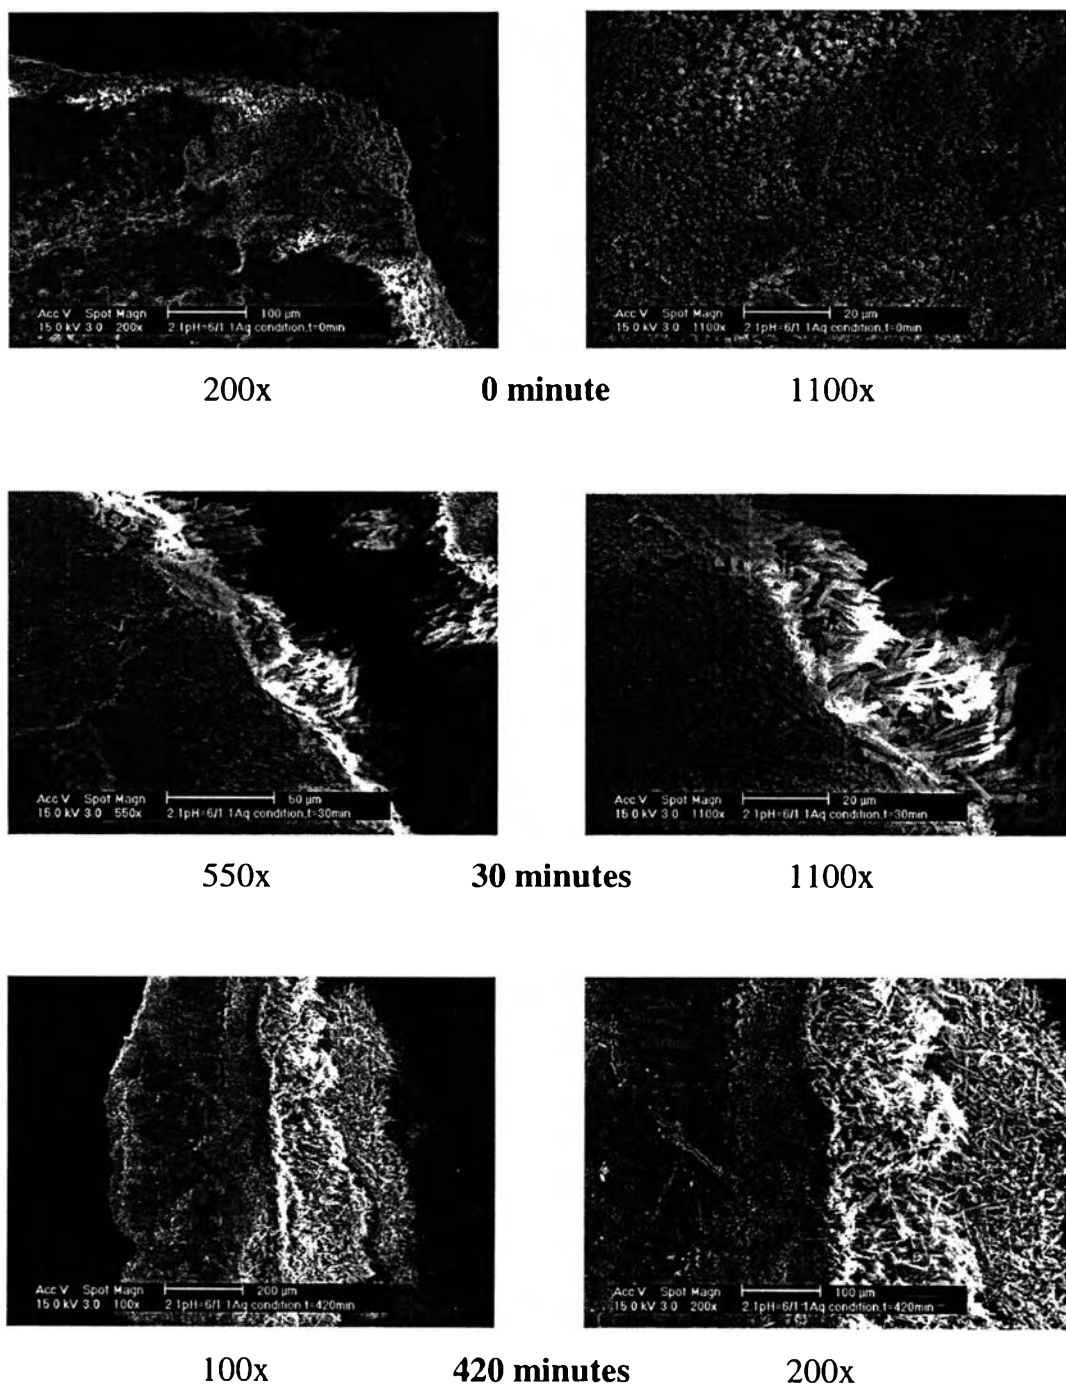 Acc V Spot Magn 100 µm
15.0 kV 3.0 200x 2.1pH=6/1.1Aq condition,t=0min
Acc V Spot Magn 20 µm
15.0 kV 3.0 1100x 2.1pH=6/1.1Aq condition,t=0min
200x 0 minute 1100x
Acc V Spot Magn 50 µm
15.0 kV 3.0 550x 2.1pH=6/1.1Aq condition,t=30min
Acc V Spot Magn 20 µm
15.0 kV 3.0 1100x 2.1pH=6/1.1Aq condition,t=30min
550x 30 minutes 1100x
Acc V Spot Magn 200 µm
15.0 kV 3.0 100x 2.1pH=6/1.1Aq condition,t=420min
Acc V Spot Magn 100 µm
15.0 kV 3.0 200x 2.1pH=6/1.1Aq condition,t=420min
100x 420 minutes 200x